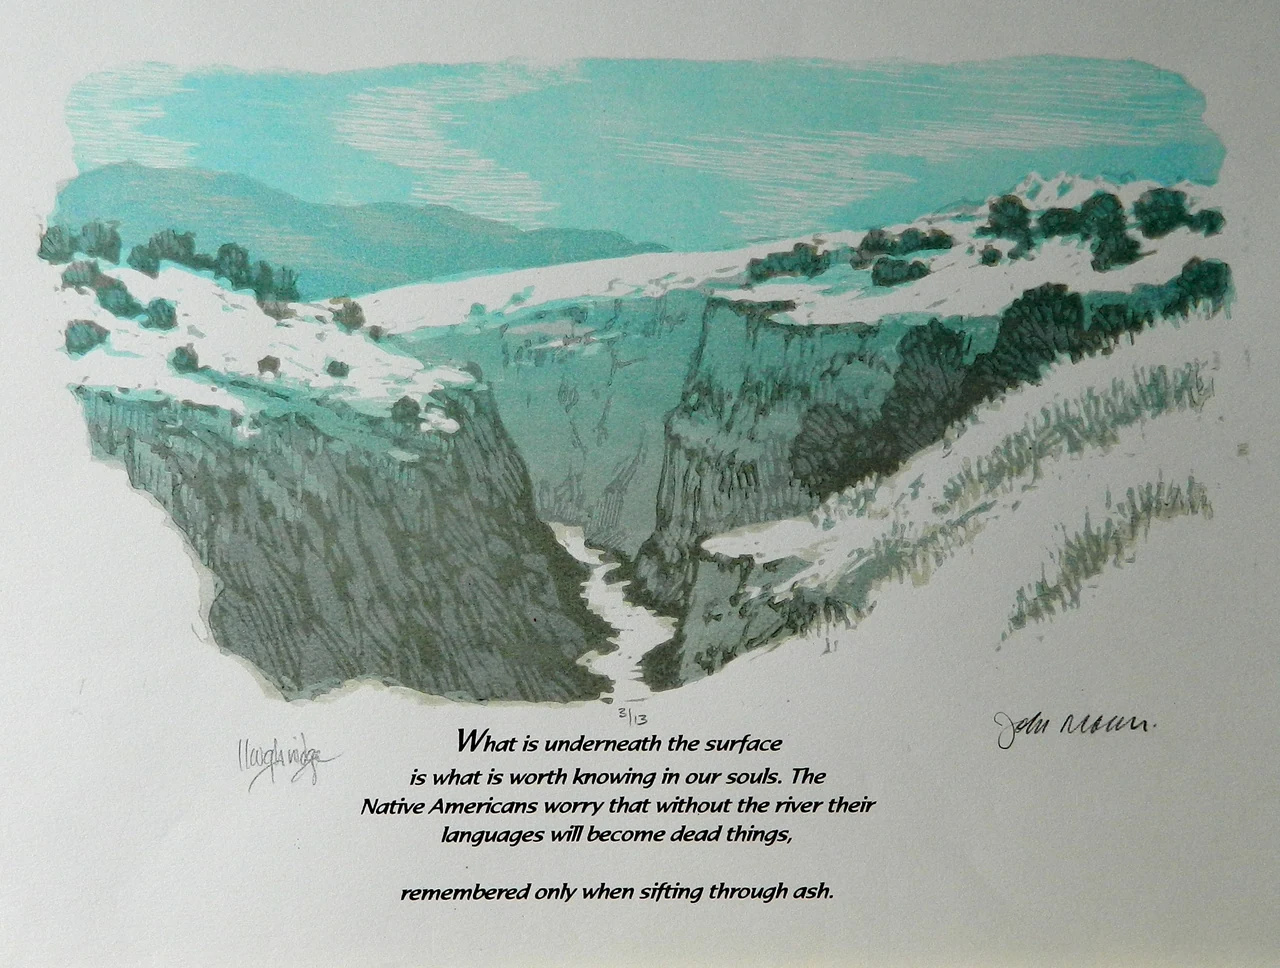 3/13
What is underneath the surface
is what is worth knowing in our souls. The
Native Americans worry that without the river their
languages will become dead things,
remembered only when sifting through ash.